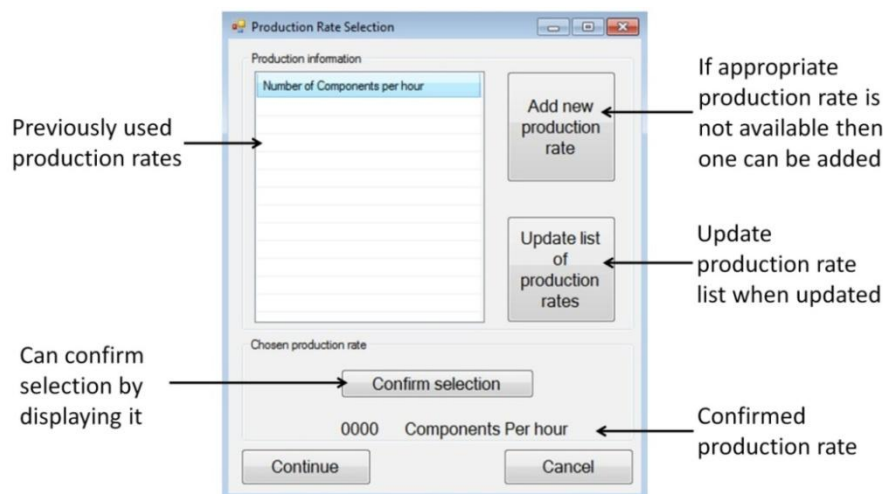 Production Rate Selection
Production information
Number of Components per hour
Previously used
production rates
Add new
production
rate
If appropriate
production rate is
not available then
one can be added
Update list
of
production
rates
Update
production rate
list when updated
Chosen production rate
Can confirm
selection by
displaying it
Confirm selection
0000 Components Per hour
Confirmed
production rate
Continue
Cancel